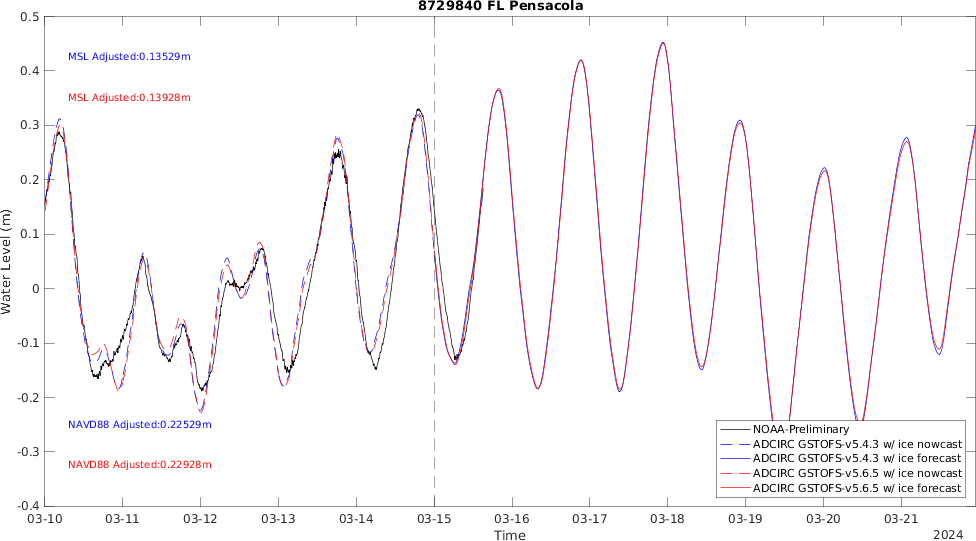 8729840 FL Pensacola
MSL Adjusted:0.13529m
MSL Adjusted:0.13928m
NAVD88 Adjusted:0.22529m
NAVD88 Adjusted:0.22928m
Water Level (m)
0.5
0.4
0.3
0.2
0.1
0
-0.1
-0.2
-0.3
-0.4
NOAA-Preliminary
ADCIRC GSTOFS-v5.4.3 w/ ice nowcast
ADCIRC GSTOFS-v5.4.3 w/ ice forecast
ADCIRC GSTOFS-v5.6.5 w/ ice nowcast
ADCIRC GSTOFS-v5.6.5 w/ ice forecast
03-10 03-11 03-12 03-13 03-14 03-15 03-16 03-17 03-18 03-19 03-20 03-21
Time
2024